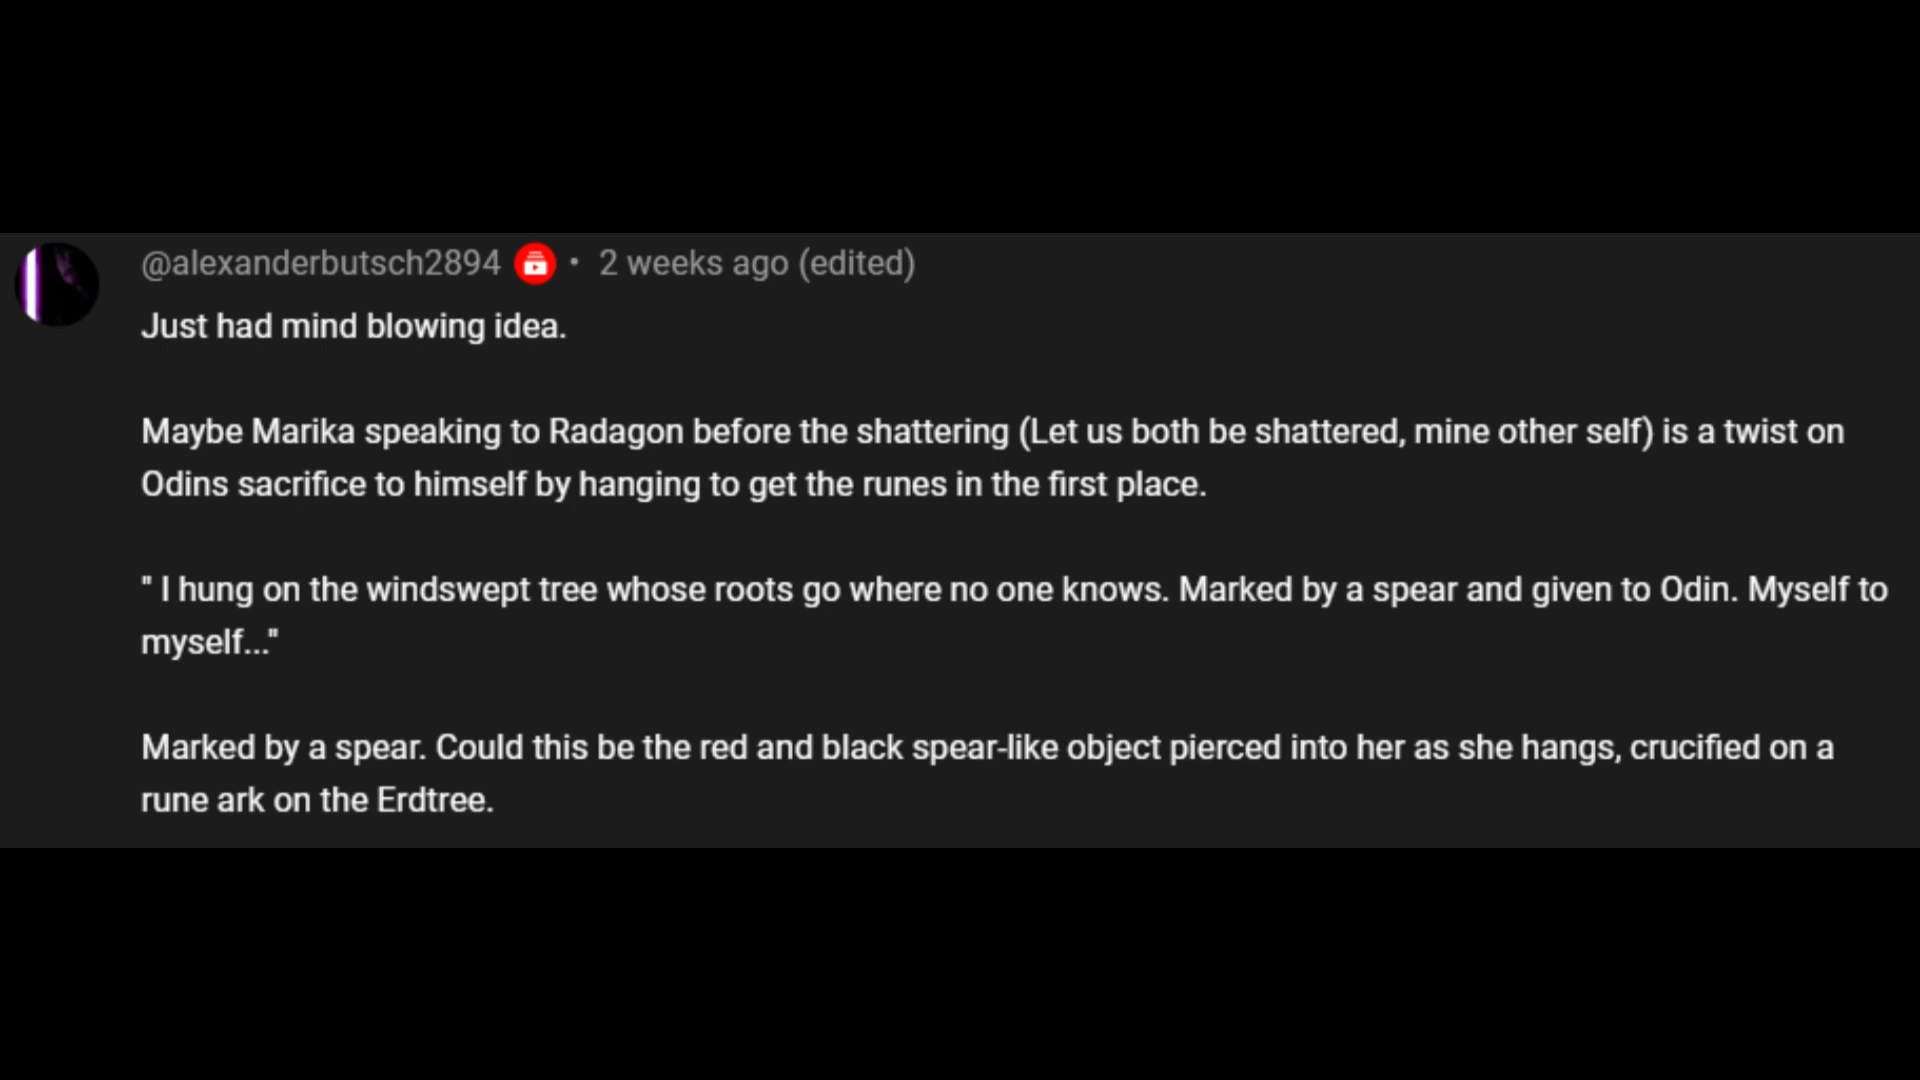 @alexanderbutsch2894 • 2 weeks ago (edited)
Just had mind blowing idea.
Maybe Marika speaking to Radagon before the shattering (Let us both be shattered, mine other self) is a twist on
Odins sacrifice to himself by hanging to get the runes in the first place.
" I hung on the windswept tree whose roots go where no one knows. Marked by a spear and given to Odin. Myself to
myself..."
Marked by a spear. Could this be the red and black spear-like object pierced into her as she hangs, crucified on a
rune ark on the Erdtree.